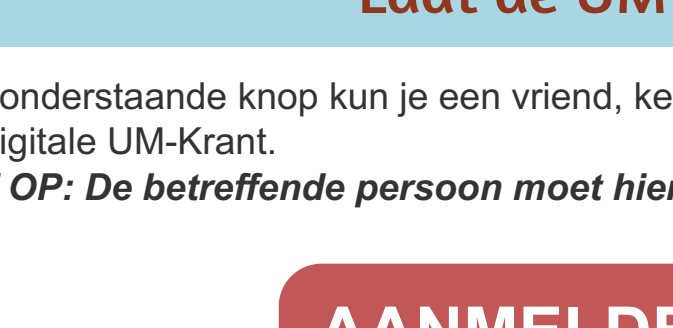 Laat de UM
onderstaande knop kun je een vriend, ke
igitale UM-Krant.
OP: De betreffende persoon moet hier
AANMELDE